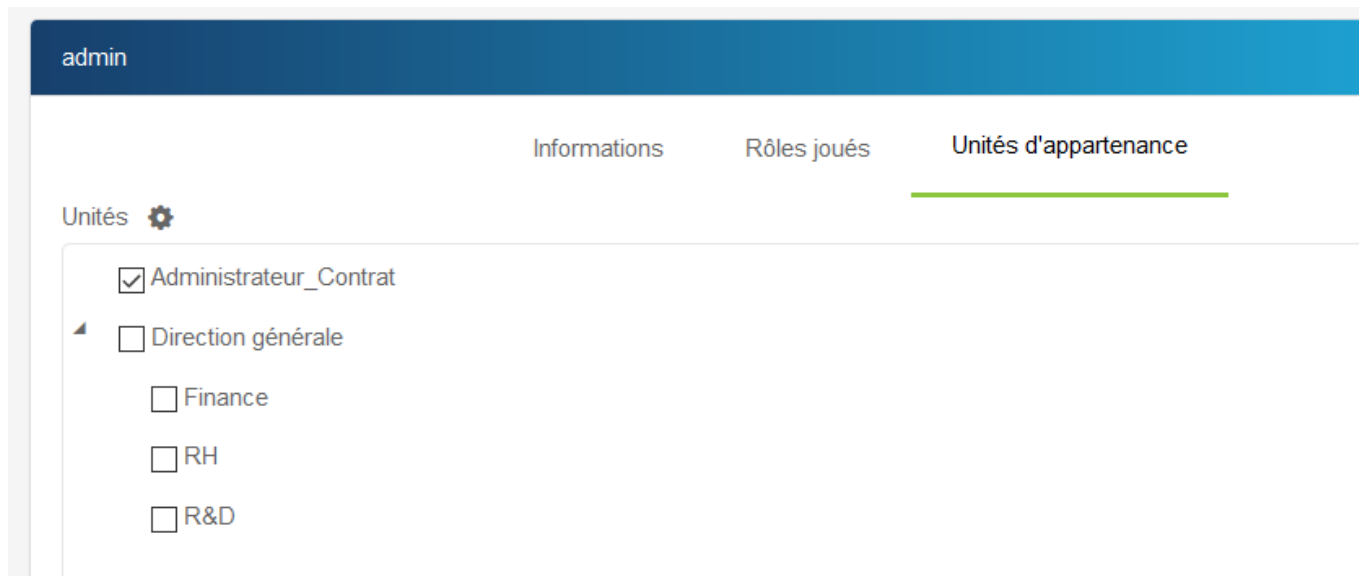 admin
Informations Rôles joués Unités d'appartenance
Unités
Administrateur_Contrat
Direction générale
Finance
RH
R&D